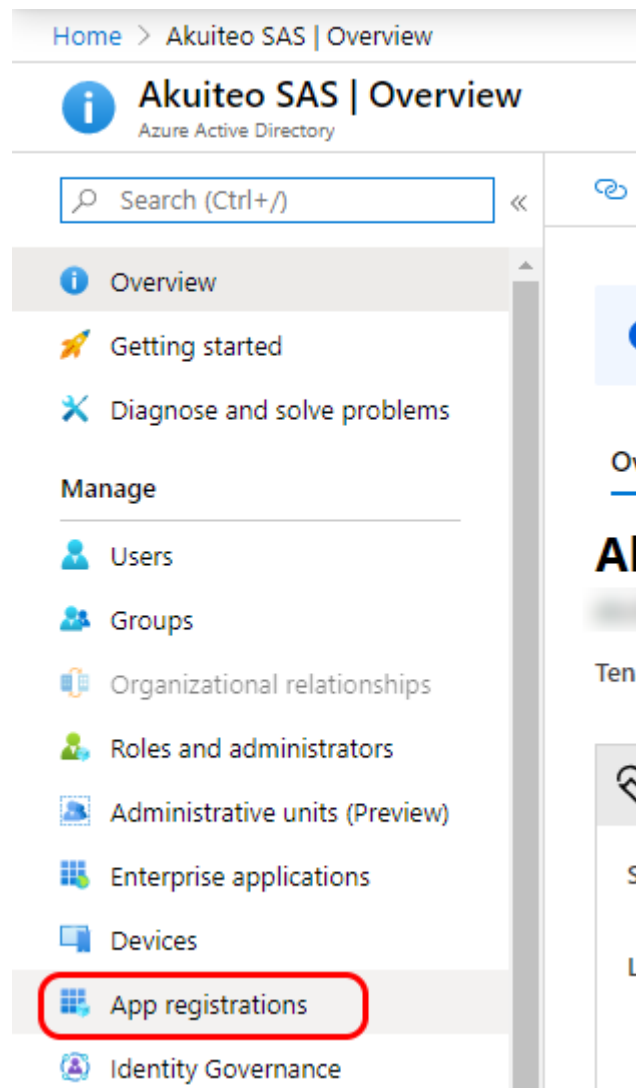 Home > Akuiteo SAS | Overview
Akuiteo SAS | Overview
Azure Active Directory
Search (Ctrl+/)
«
Overview
Getting started
Diagnose and solve problems
Manage
Users
Groups
Organizational relationships
Roles and administrators
Administrative units (Preview)
Enterprise applications
Devices
App registrations
Identity Governance